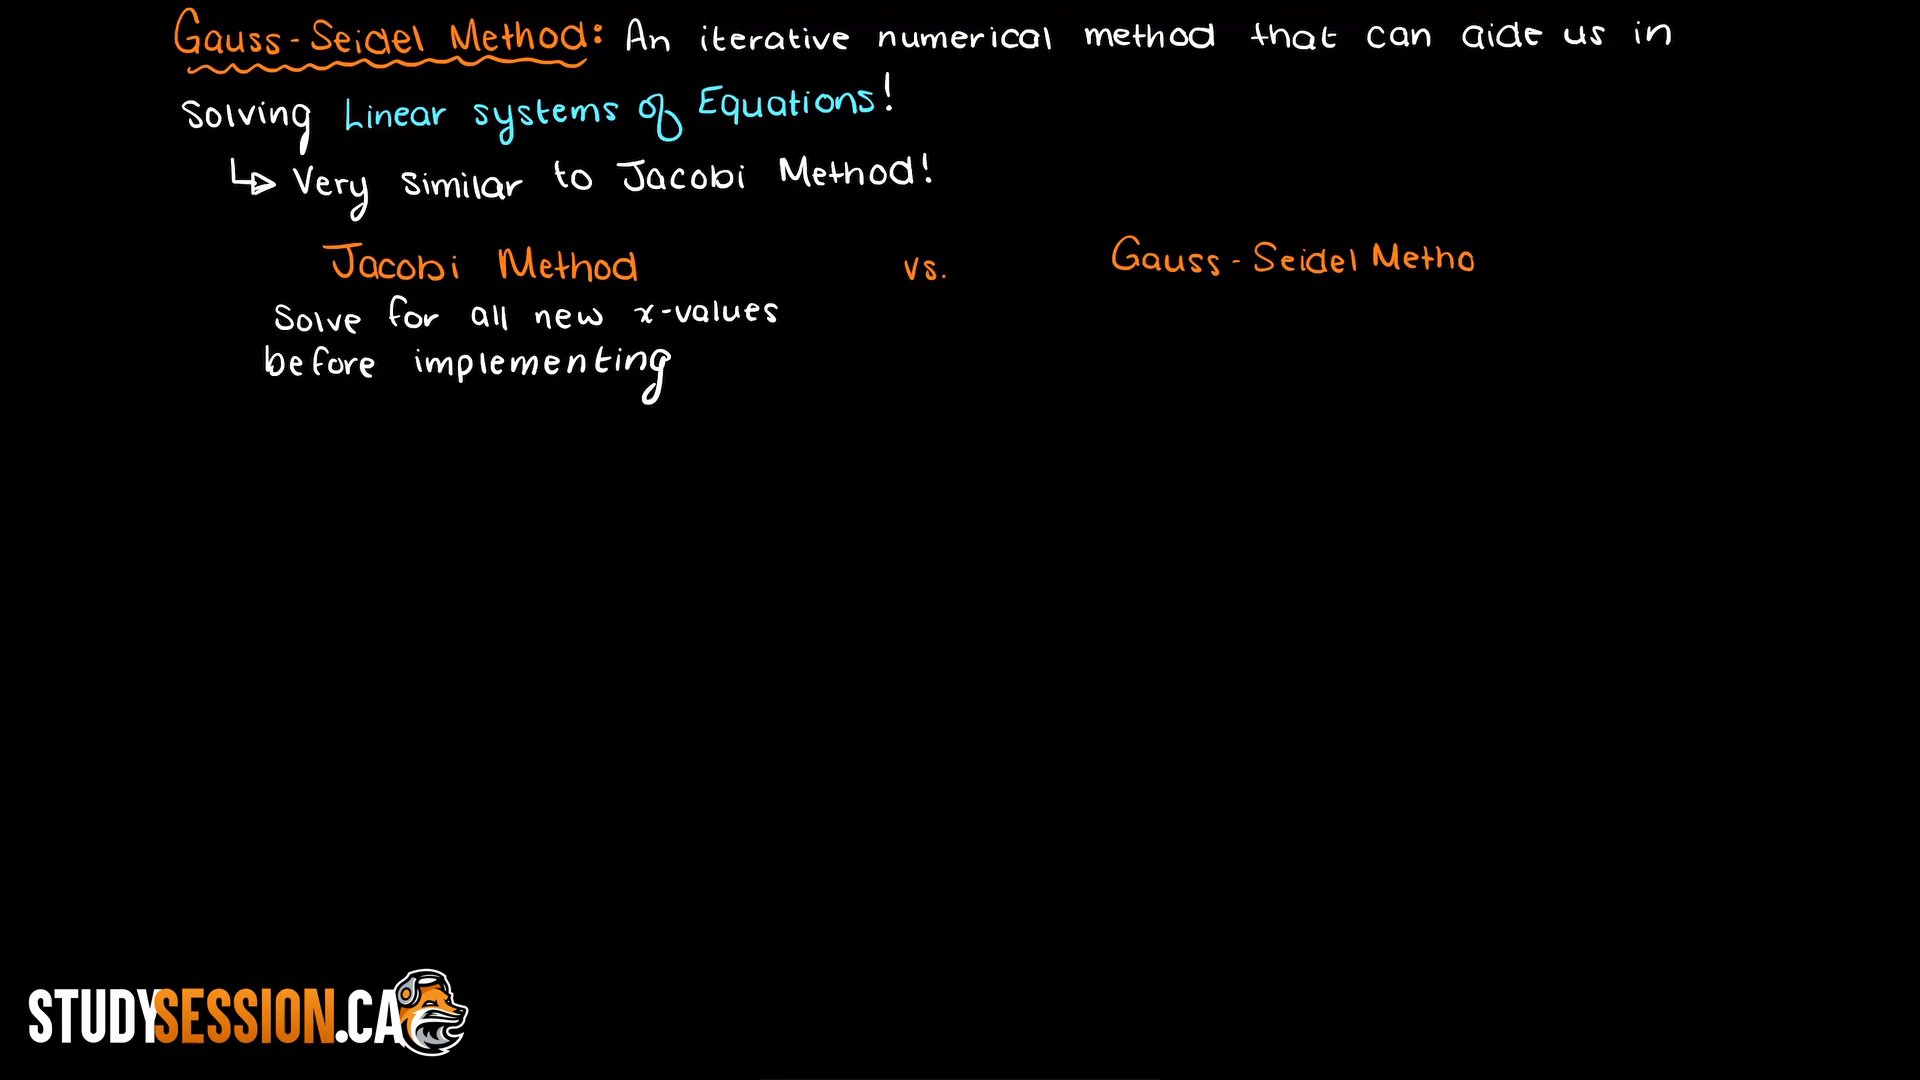 Gauss-Seidel Method: An iterative numerical method that can aide us in
Solving Linear systems of Equations!
Very similar to Jacobi Method!
Jacobi Method vs. Gauss-Seidel Metho
Solve for all new x-values
before implementing
STUDYSESSION.CA